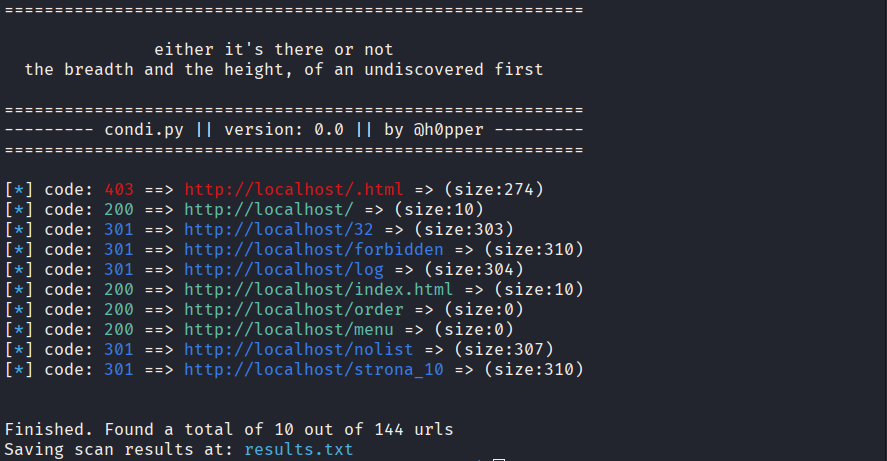 ==========================================================
either it's there or not
the breadth and the height, of an undiscovered first
==========================================================
--------- condi.py || version: 0.0 || by @h0pper ---------
==========================================================
[*] code: 403 ==> http://localhost/.html => (size:274)
[*] code: 200 ==> http://localhost/ => (size:10)
[*] code: 301 ==> http://localhost/32 => (size:303)
[*] code: 301 ==> http://localhost/forbidden => (size:310)
[*] code: 301 ==> http://localhost/log => (size:304)
[*] code: 200 ==> http://localhost/index.html => (size:10)
[*] code: 200 ==> http://localhost/order => (size:0)
[*] code: 200 ==> http://localhost/menu => (size:0)
[*] code: 301 ==> http://localhost/nolist => (size:307)
[*] code: 301 ==> http://localhost/strona_10 => (size:310)
Finished. Found a total of 10 out of 144 urls
Saving scan results at: results.txt